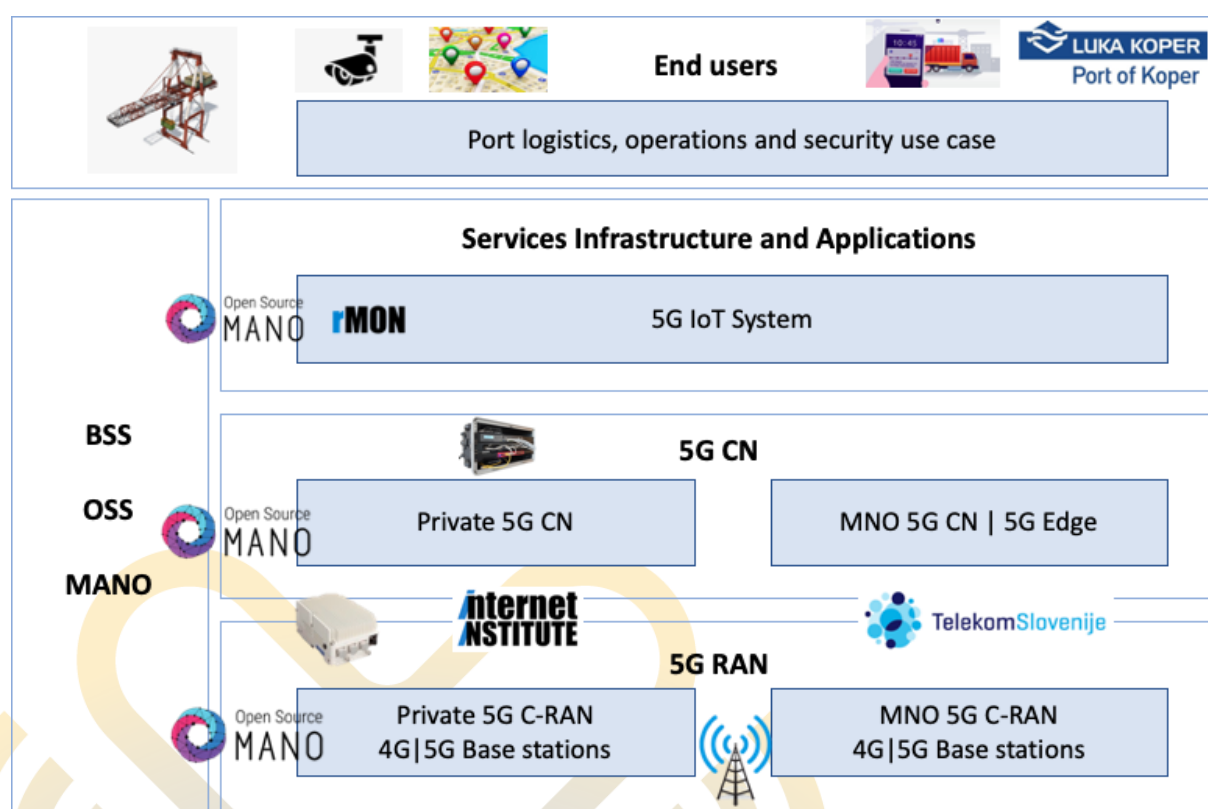 End users
10:45
LUKA KOPER
Port of Koper
Port logistics, operations and security use case
Services Infrastructure and Applications
Open Source
MANO
rMON
5G IoT System
BSS
OSS
MANO
5G CN
Open Source
MANO
Private 5G CN
MNO 5G CN | 5G Edge
internet
iNSTITUTE
TelekomSlovenije
5G RAN
Open Source
MANO
Private 5G C-RAN
4G|5G Base stations
MNO 5G C-RAN
4G|5G Base stations